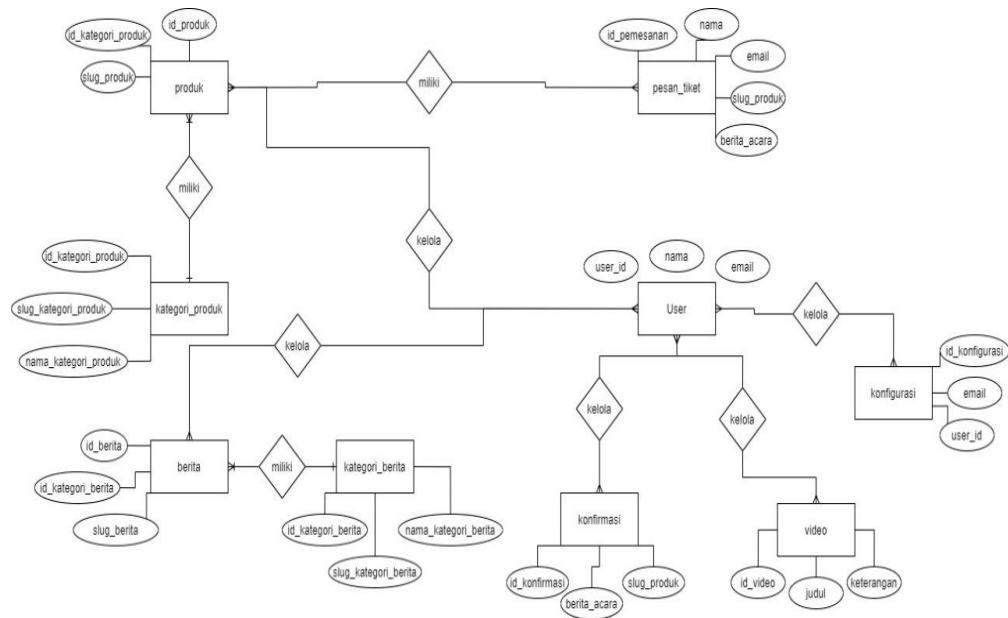 id_produk
nama
id_kategori_produk
id_pemesanan
email
slug_produk
produk
miliki
pesan_tiket
slug_produk
berita_acara
miliki
kelola
id_kategori_produk
user_id
nama
email
slug_kategori_produk
kategori_produk
User
kelola
kelola
nama_kategori_produk
id_konfigurasi
konfigurasi
email
kelola
kelola
user_id
id_berita
berita
miliki
kategori_berita
id_kategori_berita
slug_berita
id_kategori_berita
nama_kategori_berita
konfirmasi
video
slug_kategori_berita
id_konfirmasi
slug_produk
id_video
keterangan
berita_acara
judul